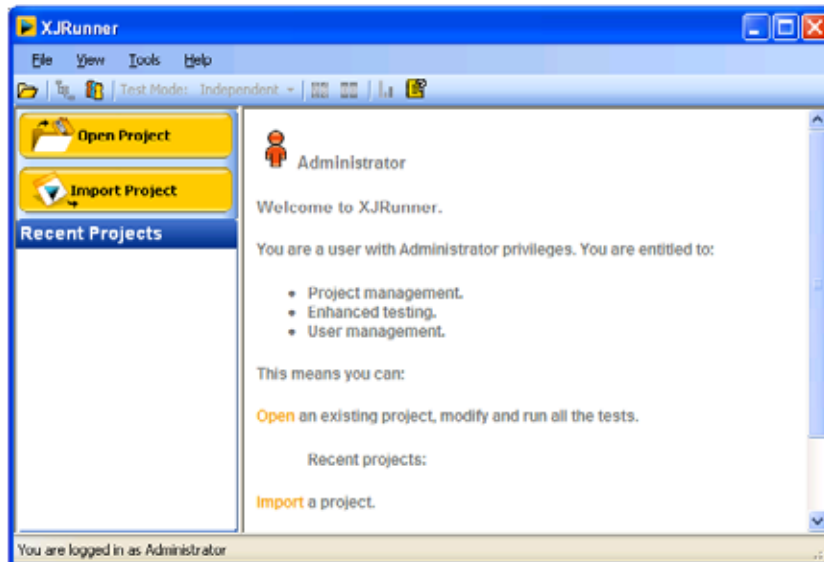 XJRunner
File View Tools Help
Test Mode: Independent
Open Project
Import Project
Recent Projects
Administrator
Welcome to XJRunner.
You are a user with Administrator privileges. You are entitled to:
• Project management.
• Enhanced testing.
• User management.
This means you can:
Open an existing project, modify and run all the tests.
Recent projects:
Import a project.
You are logged in as Administrator